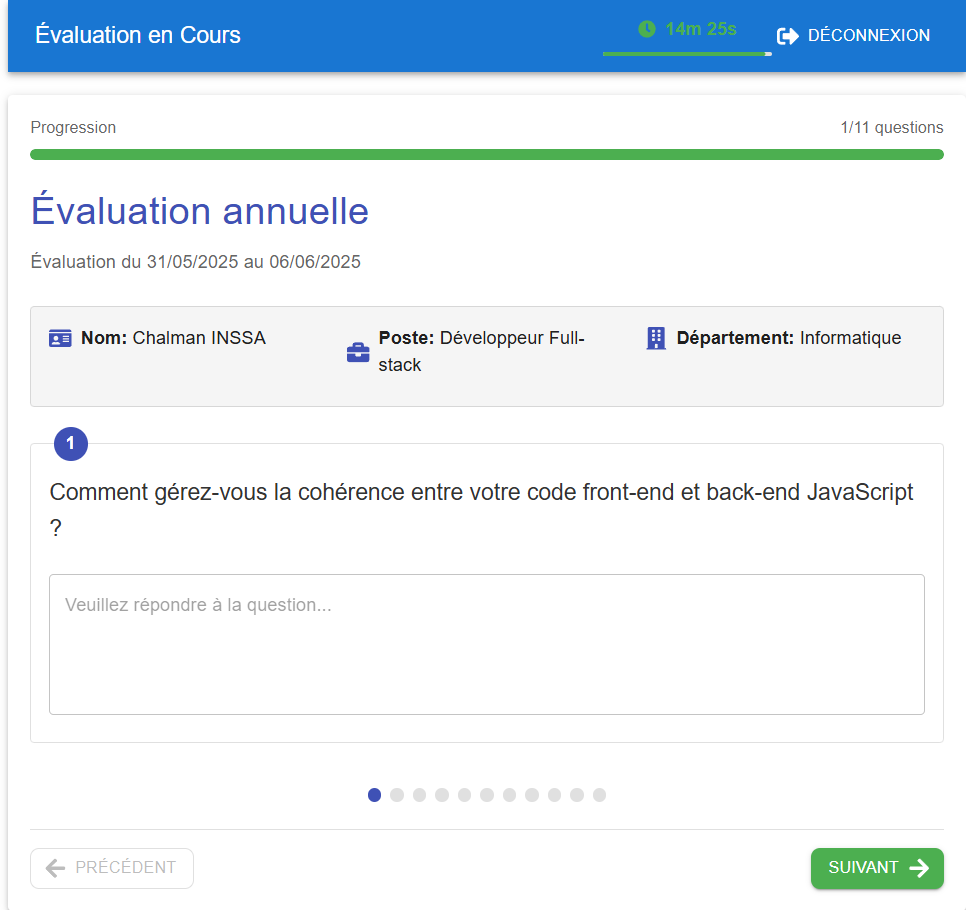 Évaluation en Cours
14m 25s
DÉCONNEXION
Progression
1/11 questions
Évaluation annuelle
Évaluation du 31/05/2025 au 06/06/2025
Nom: Chalman INSSA
Poste: Développeur Full-
stack
Département: Informatique
1
Comment gérez-vous la cohérence entre votre code front-end et back-end JavaScript
?
Veuillez répondre à la question...
PRÉCÉDENT
SUIVANT